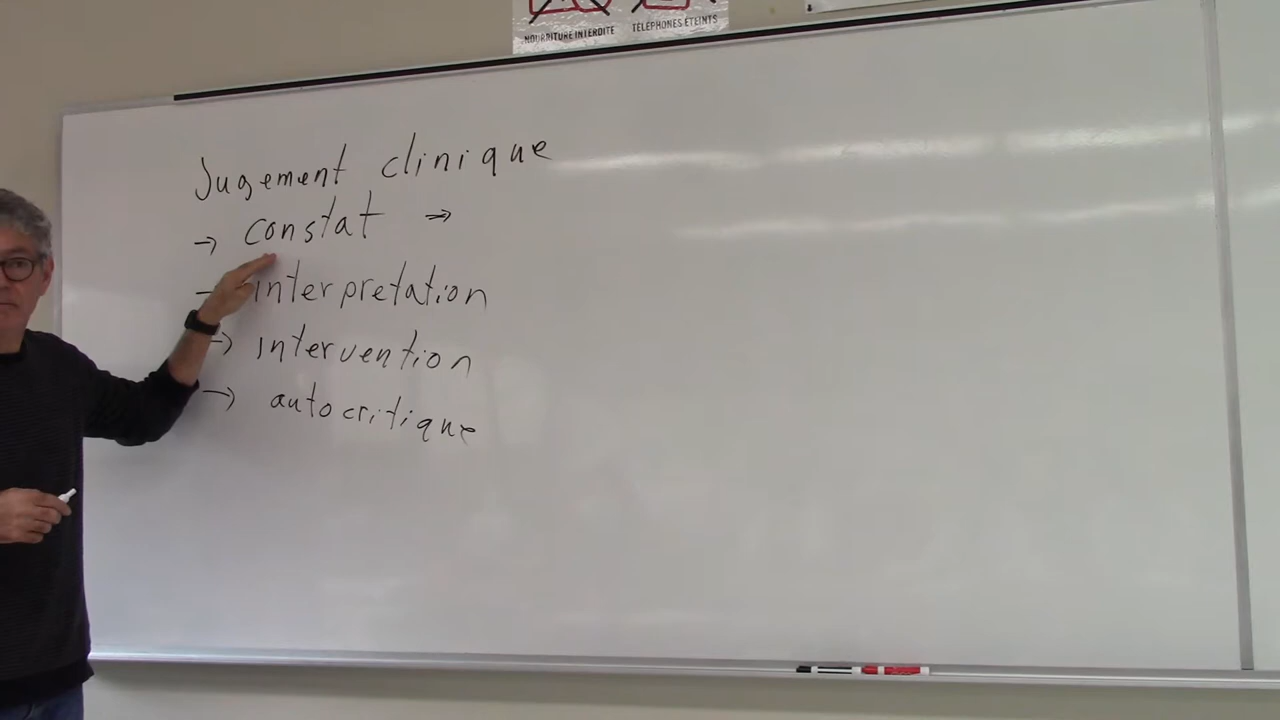 NOURRITURE INTERDITE
TÉLÉPHONES ÉTEINTS
Jugement clinique
→ constat →
→ interpretation
→ intervention
→ autocritique